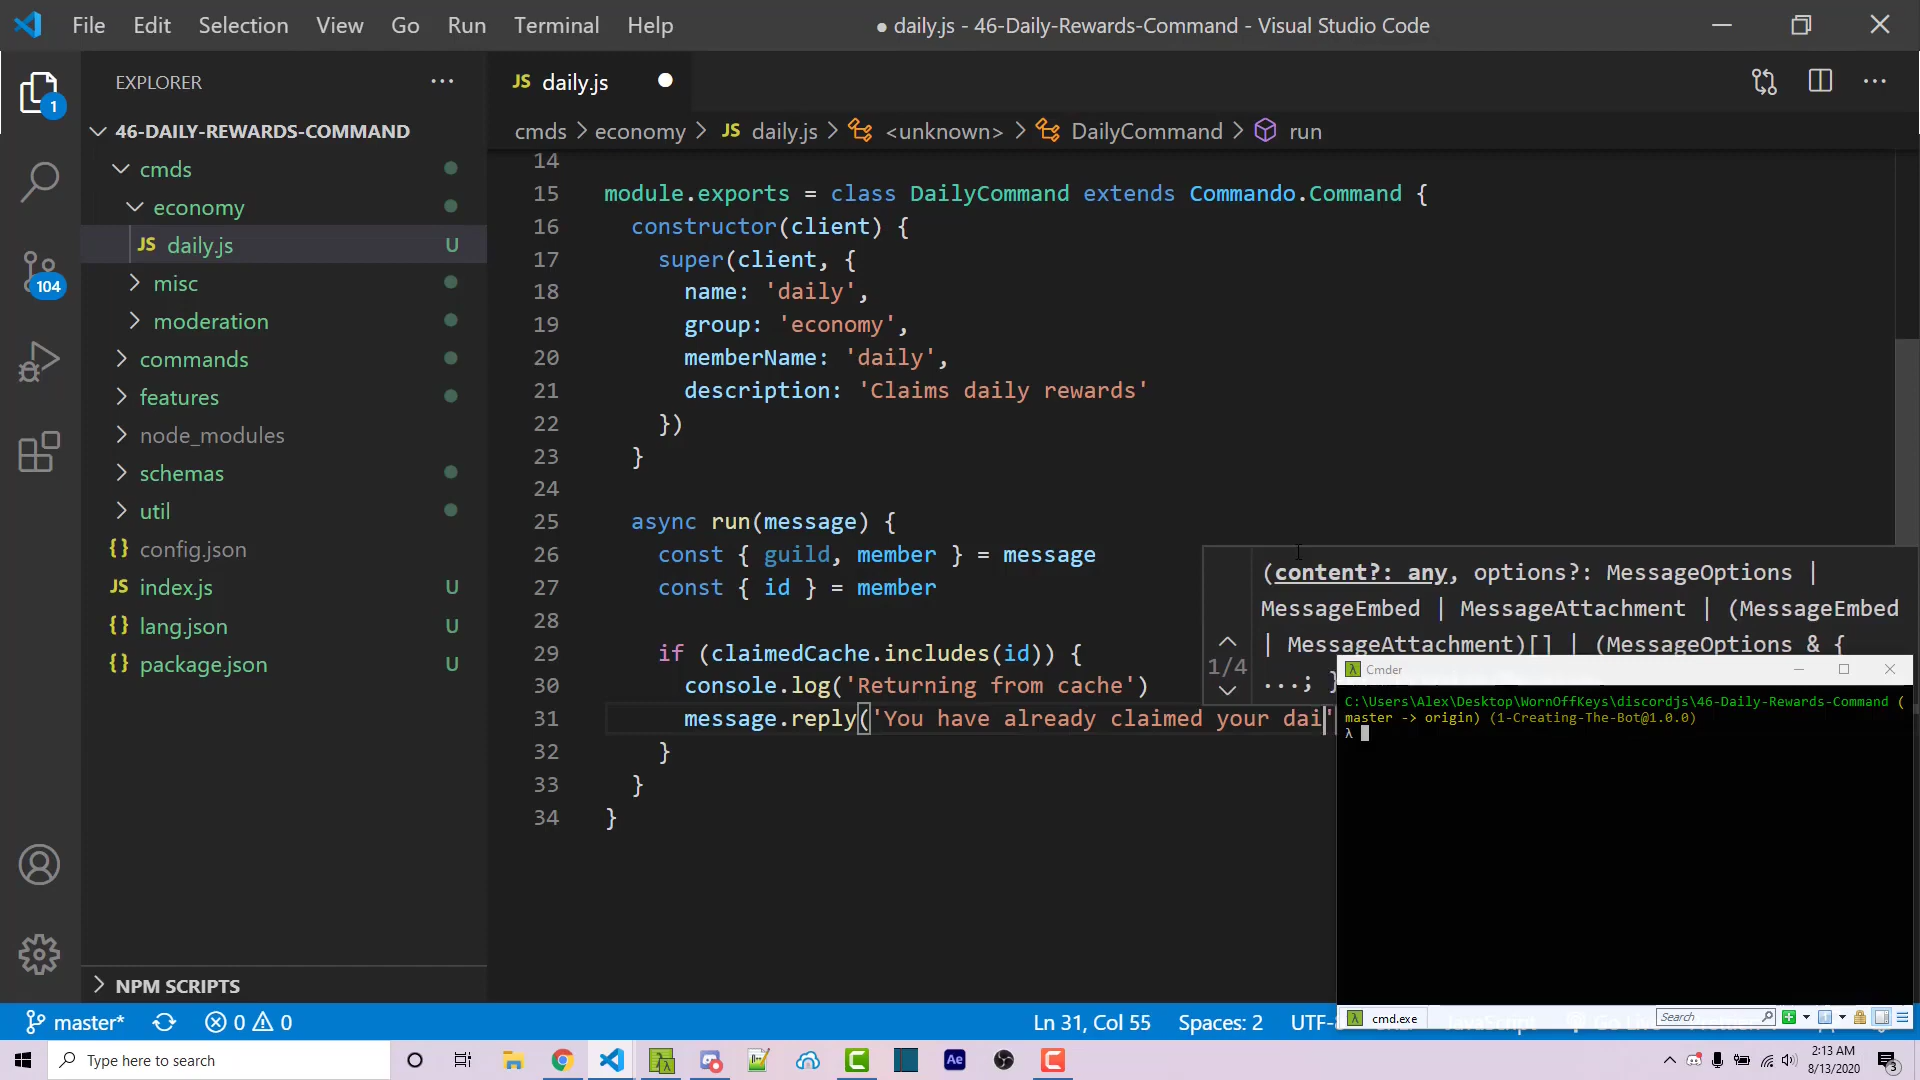 File Edit Selection View Go Run Terminal Help
● daily.js - 46-Daily-Rewards-Command - Visual Studio Code
EXPLORER
JS daily.js
cmds > economy > JS daily.js > <unknown> > DailyCommand > run
1
104
46-DAILY-REWARDS-COMMAND
cmds
economy
JS daily.js U
misc
moderation
commands
features
node_modules
schemas
util
{} config.json
JS index.js U
{} lang.json U
{} package.json U
NPM SCRIPTS
14
15 module.exports = class DailyCommand extends Commando.Command {
16 constructor(client) {
17 super(client, {
18 name: 'daily',
19 group: 'economy',
20 memberName: 'daily',
21 description: 'Claims daily rewards'
22 })
23 }
24
25 async run(message) {
26 const { guild, member } = message
27 const { id } = member
28
29 if (claimedCache.includes(id)) {
30 console.log('Returning from cache')
31 message.reply('You have already claimed your dai'
32 }
33 }
34 }
(content?: any, options?: MessageOptions |
MessageEmbed | MessageAttachment | (MessageEmbed
| MessageAttachment)[] | (MessageOptions & {
1/4 ...; }
Cmder
C:\Users\Alex\Desktop\WornOffKeys\discordjs\46-Daily-Rewards-Command (
master -> origin) (1-Creating-The-Bot@1.0.0)
λ
cmd.exe
Search
master* 0 0
Ln 31, Col 55 Spaces: 2 UTF-
Type here to search
Ae
2:13 AM
8/13/2020
3